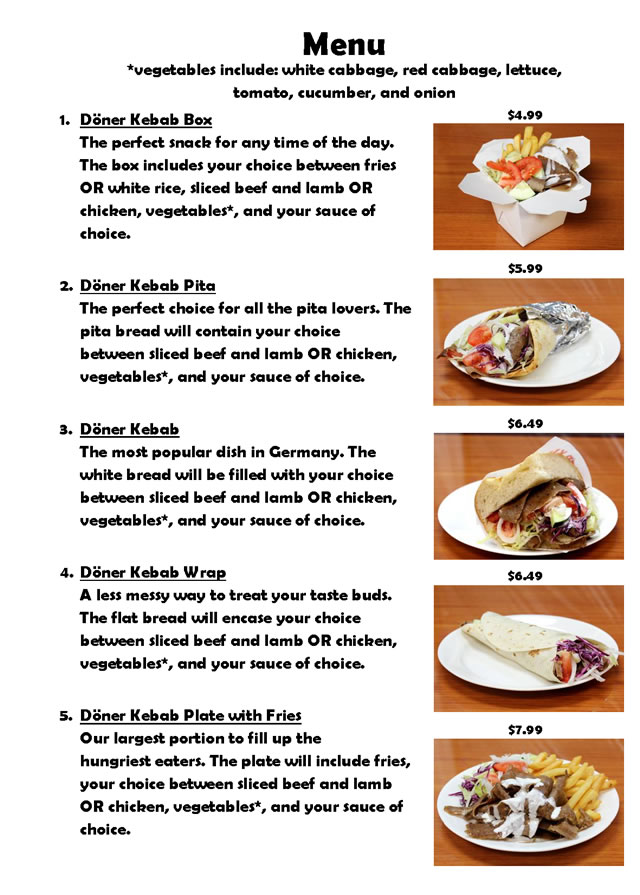 Menu
*vegetables include: white cabbage, red cabbage, lettuce,
tomato, cucumber, and onion
1. Döner Kebab Box
$4.99
The perfect snack for any time of the day.
The box includes your choice between fries
OR white rice, sliced beef and lamb OR
chicken, vegetables*, and your sauce of
choice.
2. Döner Kebab Pita
$5.99
The perfect choice for all the pita lovers. The
pita bread will contain your choice
between sliced beef and lamb OR chicken,
vegetables*, and your sauce of choice.
3. Döner Kebab
$6.49
The most popular dish in Germany. The
white bread will be filled with your choice
between sliced beef and lamb OR chicken,
vegetables*, and your sauce of choice.
4. Döner Kebab Wrap
$6.49
A less messy way to treat your taste buds.
The flat bread will encase your choice
between sliced beef and lamb OR chicken,
vegetables*, and your sauce of choice.
5. Döner Kebab Plate with Fries
$7.99
Our largest portion to fill up the
hungriest eaters. The plate will include fries,
your choice between sliced beef and lamb
OR chicken, vegetables*, and your sauce of
choice.